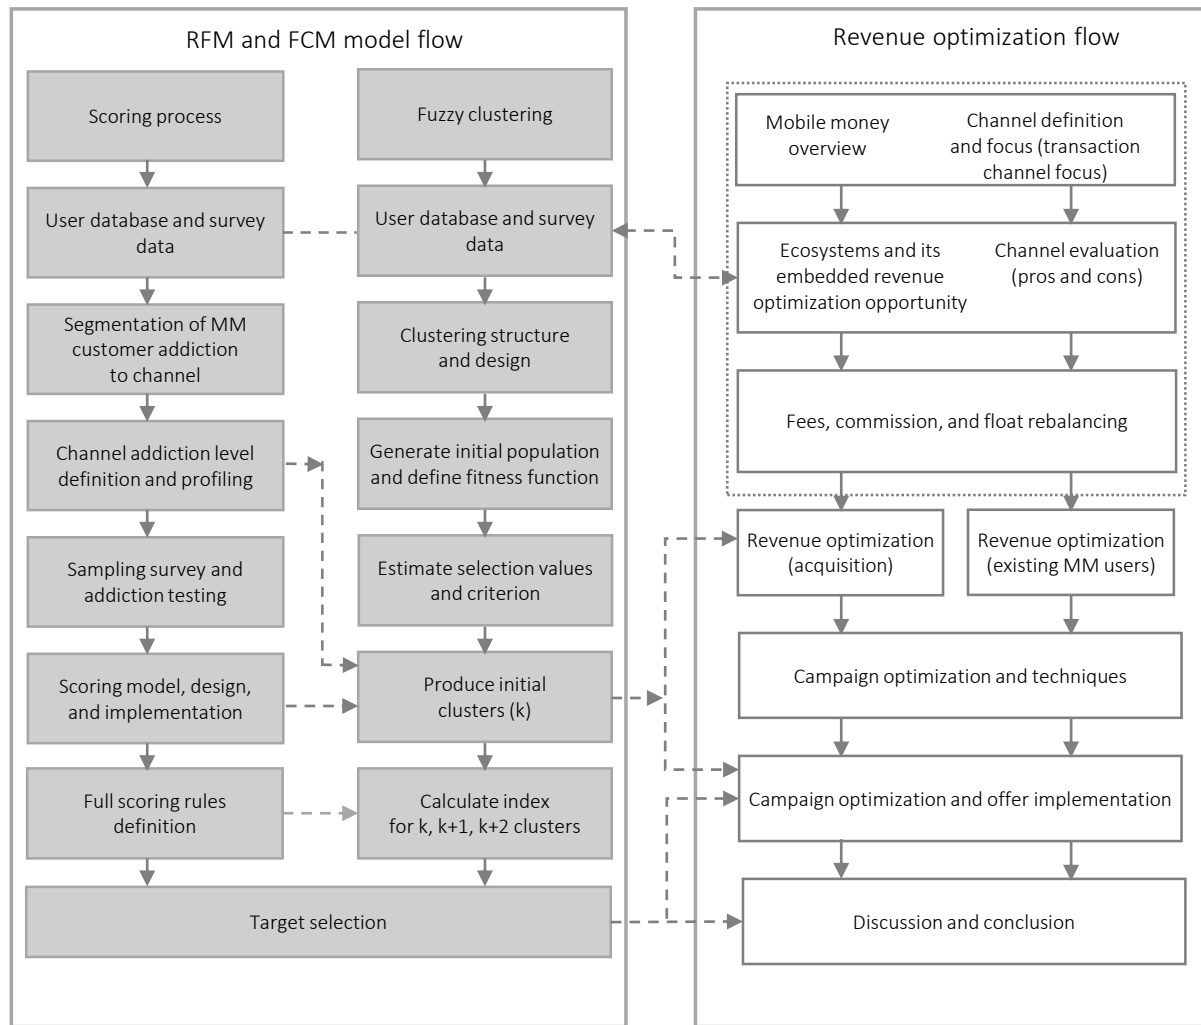 RFM and FCM model flow
Scoring process
User database and survey
data
Segmentation of MM
customer addiction
to channel
Channel addiction level
definition and profiling
Sampling survey and
addiction testing
Scoring model, design,
and implementation
Full scoring rules
definition
Fuzzy clustering
User database and survey
data
Clustering structure
and design
Generate initial population
and define fitness function
Estimate selection values
and criterion
Produce initial
clusters (k)
Calculate index
for k, k+1, k+2 clusters
Target selection
Revenue optimization flow
Mobile money
overview
Channel definition
and focus (transaction
channel focus)
Ecosystems and its
embedded revenue
optimization opportunity
Channel evaluation
(pros and cons)
Fees, commission, and float rebalancing
Revenue optimization
(acquisition)
Revenue optimization
(existing MM users)
Campaign optimization and techniques
Campaign optimization and offer implementation
Discussion and conclusion